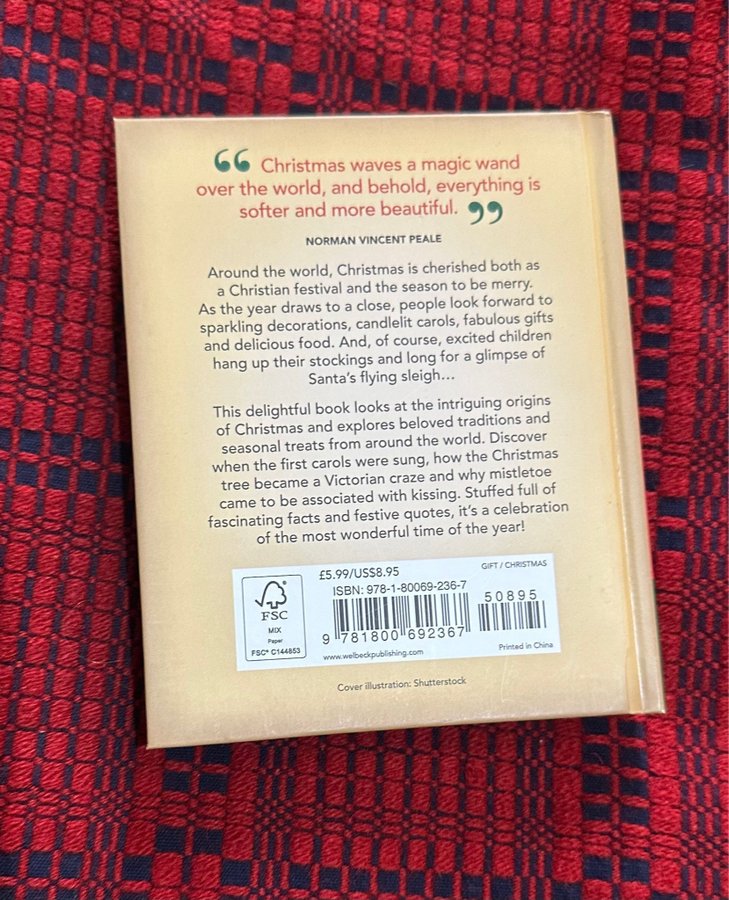 “ Christmas waves a magic wand
over the world, and behold, everything is
softer and more beautiful. ”
NORMAN VINCENT PEALE
Around the world, Christmas is cherished both as
a Christian festival and the season to be merry.
As the year draws to a close, people look forward to
sparkling decorations, candlelit carols, fabulous gifts
and delicious food. And, of course, excited children
hang up their stockings and long for a glimpse of
Santa’s flying sleigh...
This delightful book looks at the intriguing origins
of Christmas and explores beloved traditions and
seasonal treats from around the world. Discover
when the first carols were sung, how the Christmas
tree became a Victorian craze and why mistletoe
came to be associated with kissing. Stuffed full of
fascinating facts and festive quotes, it’s a celebration
of the most wonderful time of the year!
FSC
MIX
Paper
FSC® C144853
£5.99/US$8.95
GIFT / CHRISTMAS
ISBN: 978-1-80069-236-7
50895
9 781800 692367
www.welbeckpublishing.com
Printed in China
Cover illustration: Shutterstock